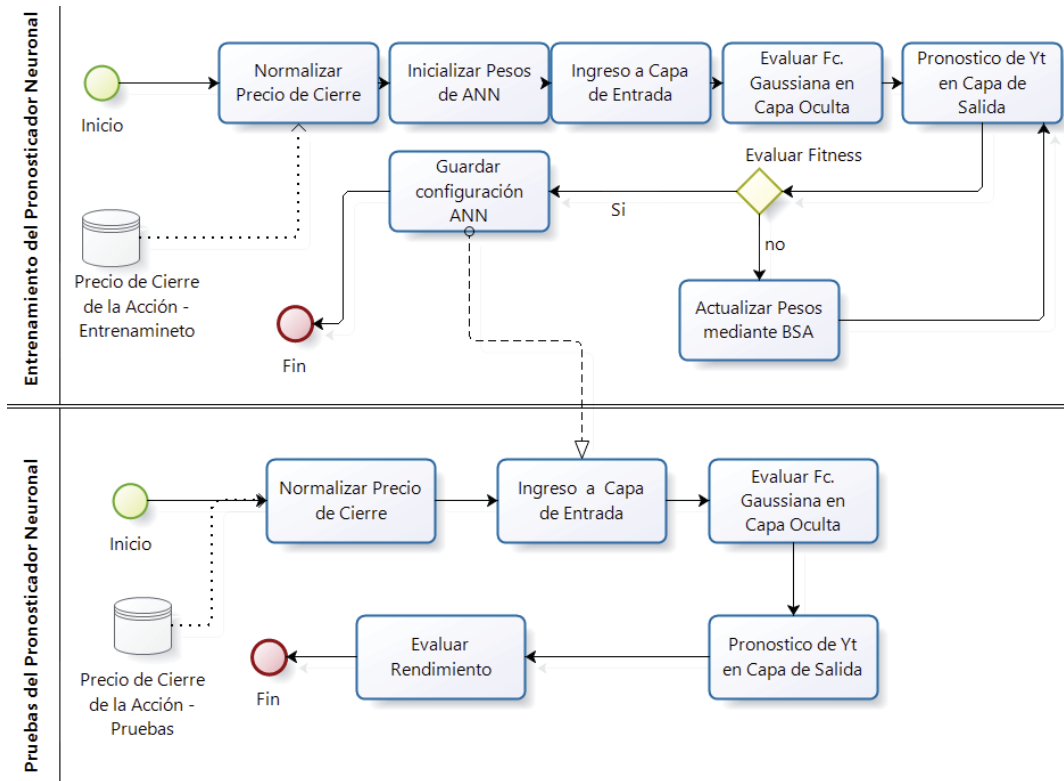 Entrenamiento del Pronosticador Neuronal
Inicio
Normalizar
Precio de Cierre
Inicializar Pesos
de ANN
Ingreso a Capa
de Entrada
Evaluar Fc.
Gaussiana en
Capa Oculta
Pronostico de Yt
en Capa de
Salida
Evaluar Fitness
Si
no
Guardar
configuración
ANN
Actualizar Pesos
mediante BSA
Precio de Cierre
de la Acción -
Entrenamineto
Fin
Pruebas del Pronosticador Neuronal
Inicio
Normalizar Precio
de Cierre
Ingreso a Capa
de Entrada
Evaluar Fc.
Gaussiana en
Capa Oculta
Pronostico de Yt
en Capa de Salida
Evaluar
Rendimiento
Fin
Precio de Cierre
de la Acción -
Pruebas